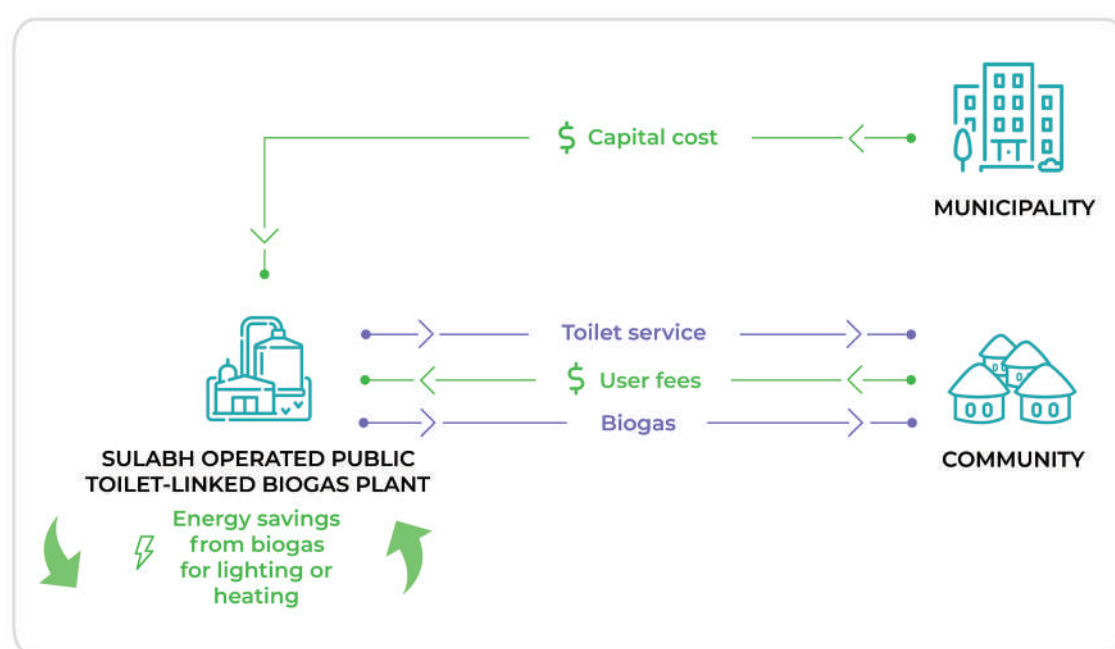 $ Capital cost
MUNICIPALITY
Toilet service
$ User fees
Biogas
SULABH OPERATED PUBLIC
TOILET-LINKED BIOGAS PLANT
COMMUNITY
Energy savings
from biogas
for lighting or
heating